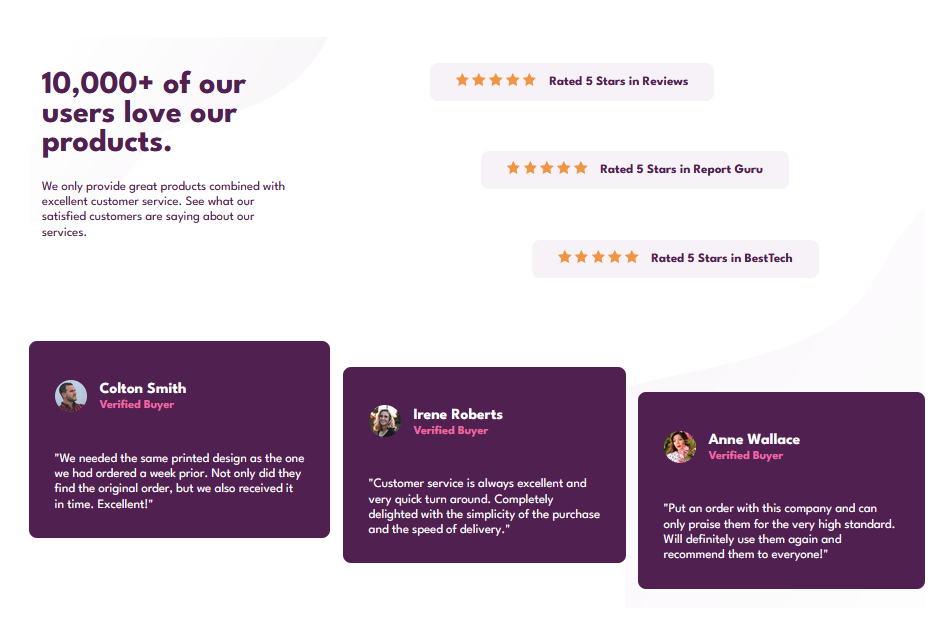 10,000+ of our
users love our
products.
We only provide great products combined with
excellent customer service. See what our
satisfied customers are saying about our
services.
Rated 5 Stars in Reviews
Rated 5 Stars in Report Guru
Rated 5 Stars in BestTech
Colton Smith
Verified Buyer
"We needed the same printed design as the one
we had ordered a week prior. Not only did they
find the original order, but we also received it
in time. Excellent!"
Irene Roberts
Verified Buyer
"Customer service is always excellent and
very quick turn around. Completely
delighted with the simplicity of the purchase
and the speed of delivery."
Anne Wallace
Verified Buyer
"Put an order with this company and can
only praise them for the very high standard.
Will definitely use them again and
recommend them to everyone!"